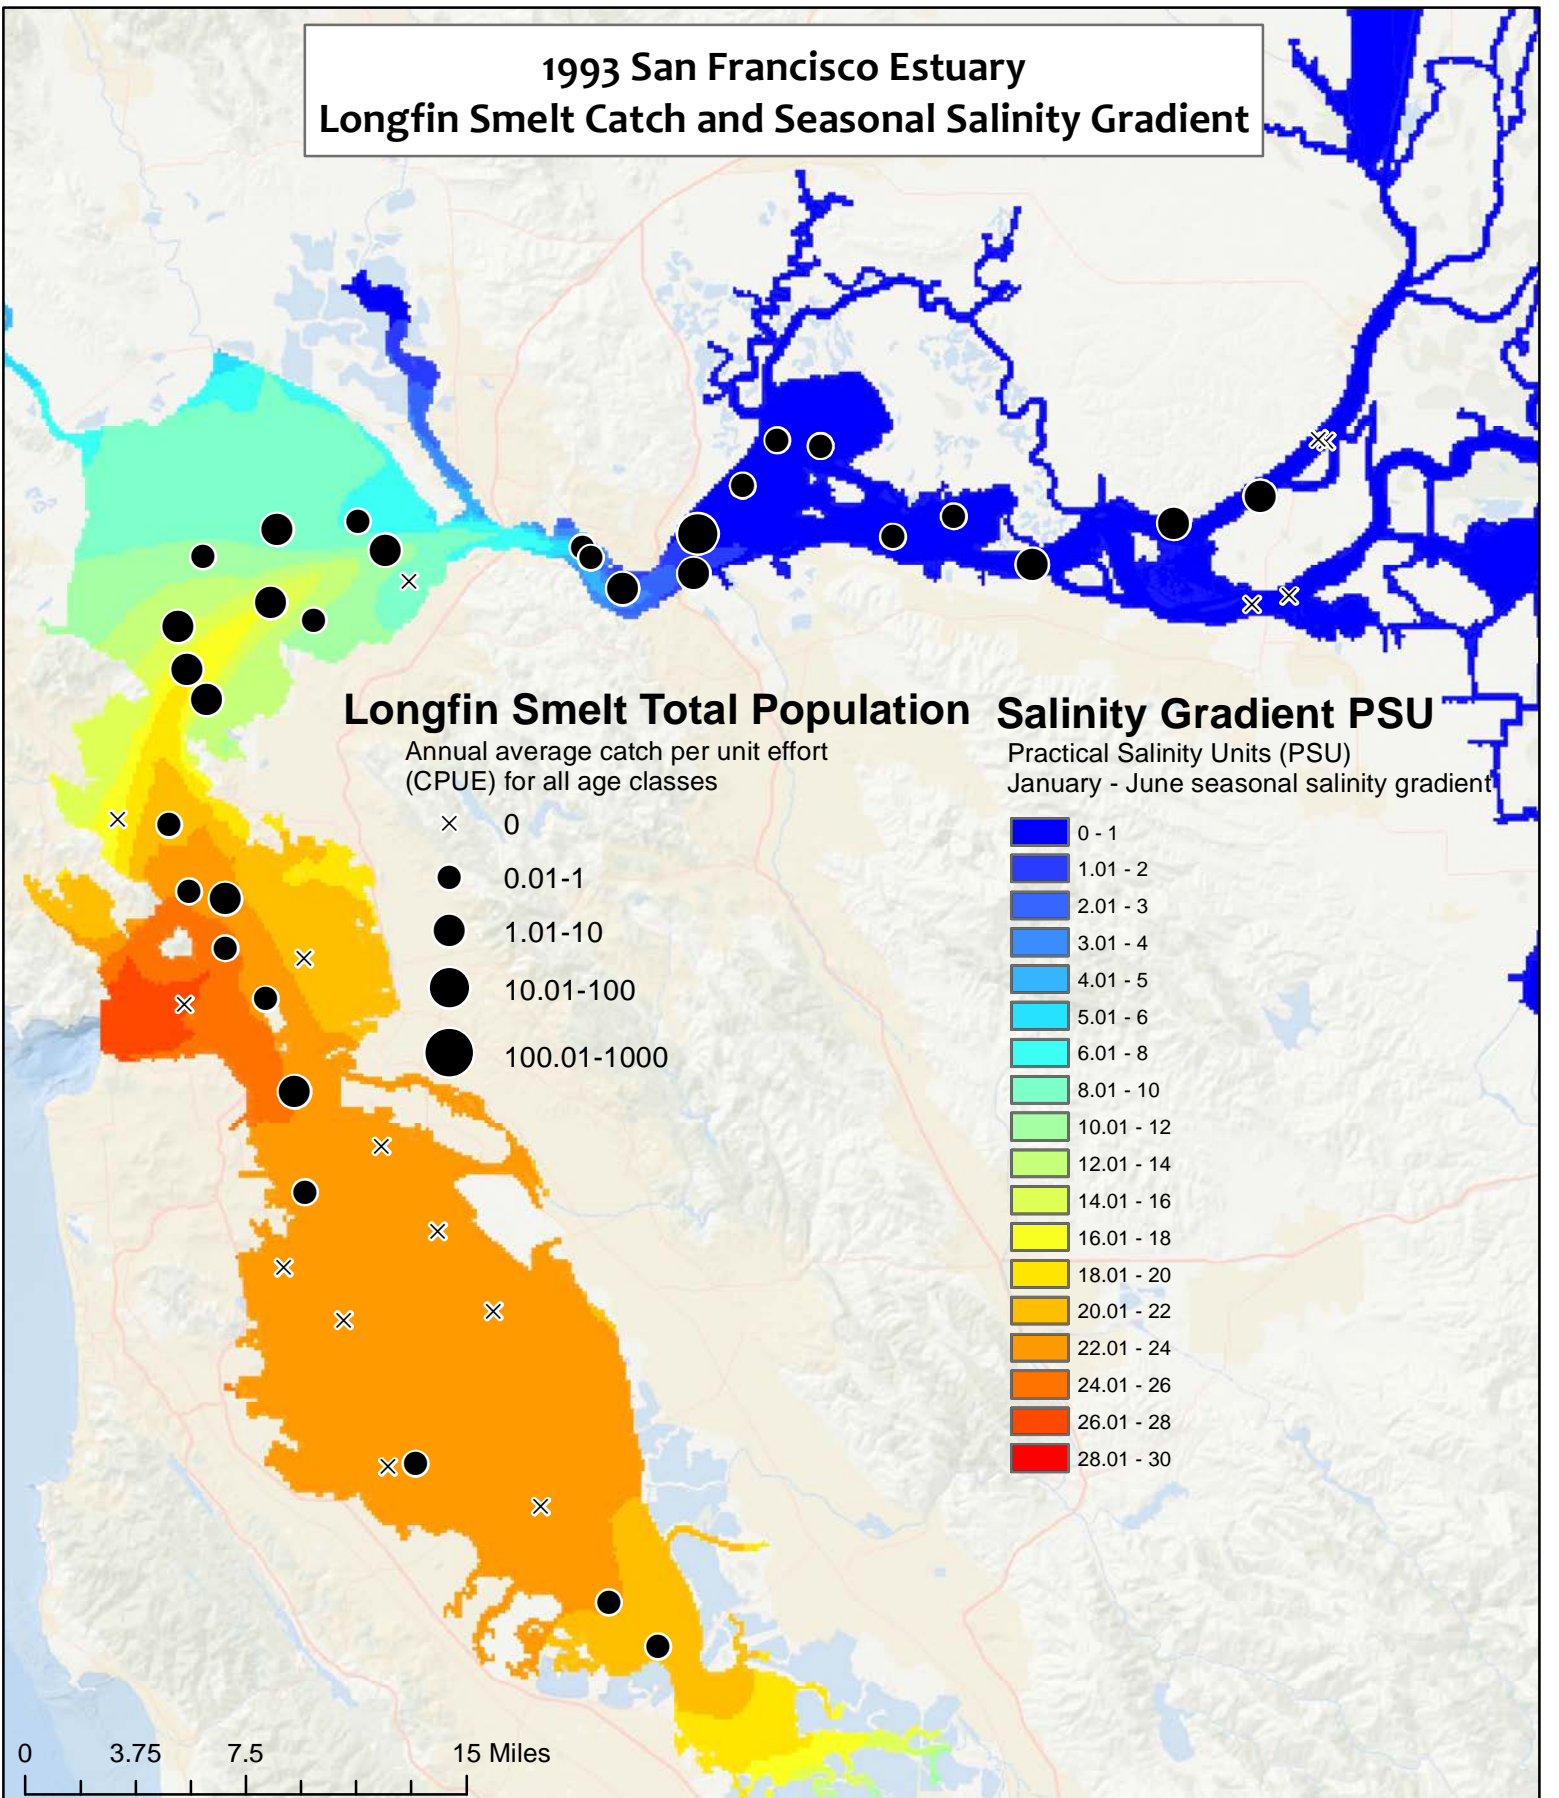 1993 San Francisco Estuary
Longfin Smelt Catch and Seasonal Salinity Gradient
Longfin Smelt Total Population
Annual average catch per unit effort
(CPUE) for all age classes
0
0.01-1
1.01-10
10.01-100
100.01-1000
Salinity Gradient PSU
Practical Salinity Units (PSU)
January - June seasonal salinity gradient
0 - 1
1.01 - 2
2.01 - 3
3.01 - 4
4.01 - 5
5.01 - 6
6.01 - 8
8.01 - 10
10.01 - 12
12.01 - 14
14.01 - 16
16.01 - 18
18.01 - 20
20.01 - 22
22.01 - 24
24.01 - 26
26.01 - 28
28.01 - 30
0 3.75 7.5 15 Miles